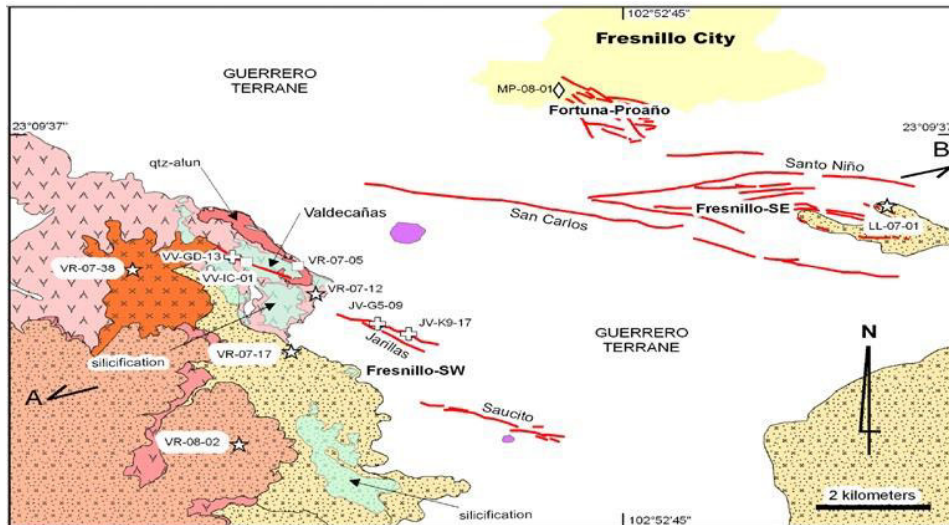 102°52'45"
Fresnillo City
GUERRERO
TERRANE
MP-08-01
Fortuna-Proaño
23°09'37"
23°09'37"
B
qtz-alun
Santo Niño
Valdecañas
San Carlos
Fresnillo-SE
LL-07-01
VV-GD-13
VR-07-05
VR-07-38
VV-IC-01
VR-07-12
JV-G5-09
JV-K9-17
GUERRERO
TERRANE
N
Jarillas
silicification
VR-07-17
Fresnillo-SW
A
Saucito
VR-08-02
2 kilometers
silicification
102°52'45"